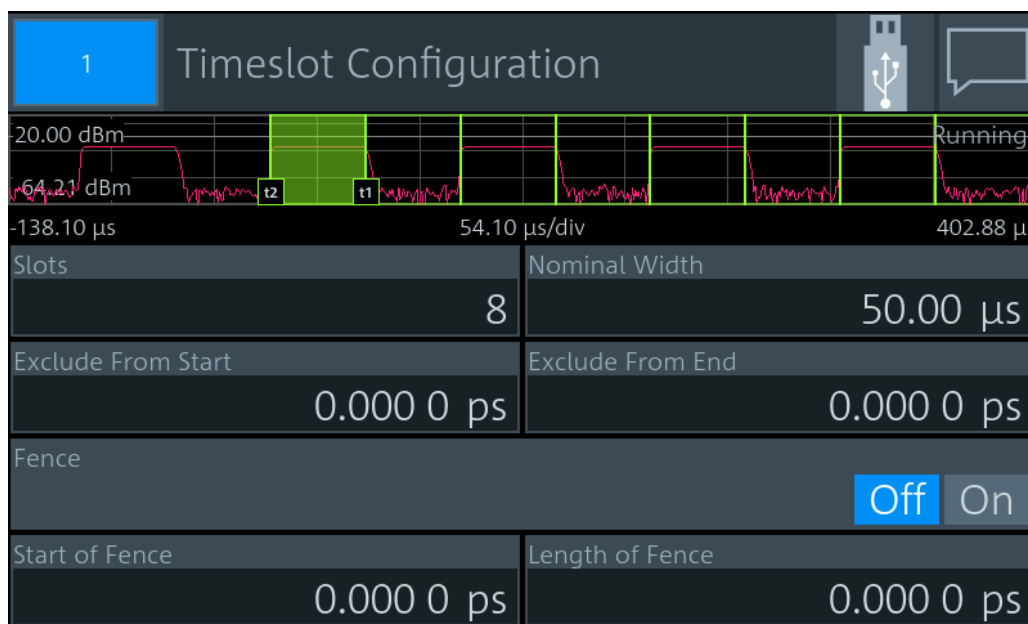 1
Timeslot Configuration
20.00 dBm
Running
-64.21 dBm
t2
t1
-138.10 µs
54.10 µs/div
402.88 µ
Slots
Nominal Width
8
50.00 µs
Exclude From Start
Exclude From End
0.000 0 ps
0.000 0 ps
Fence
Off
On
Start of Fence
Length of Fence
0.000 0 ps
0.000 0 ps